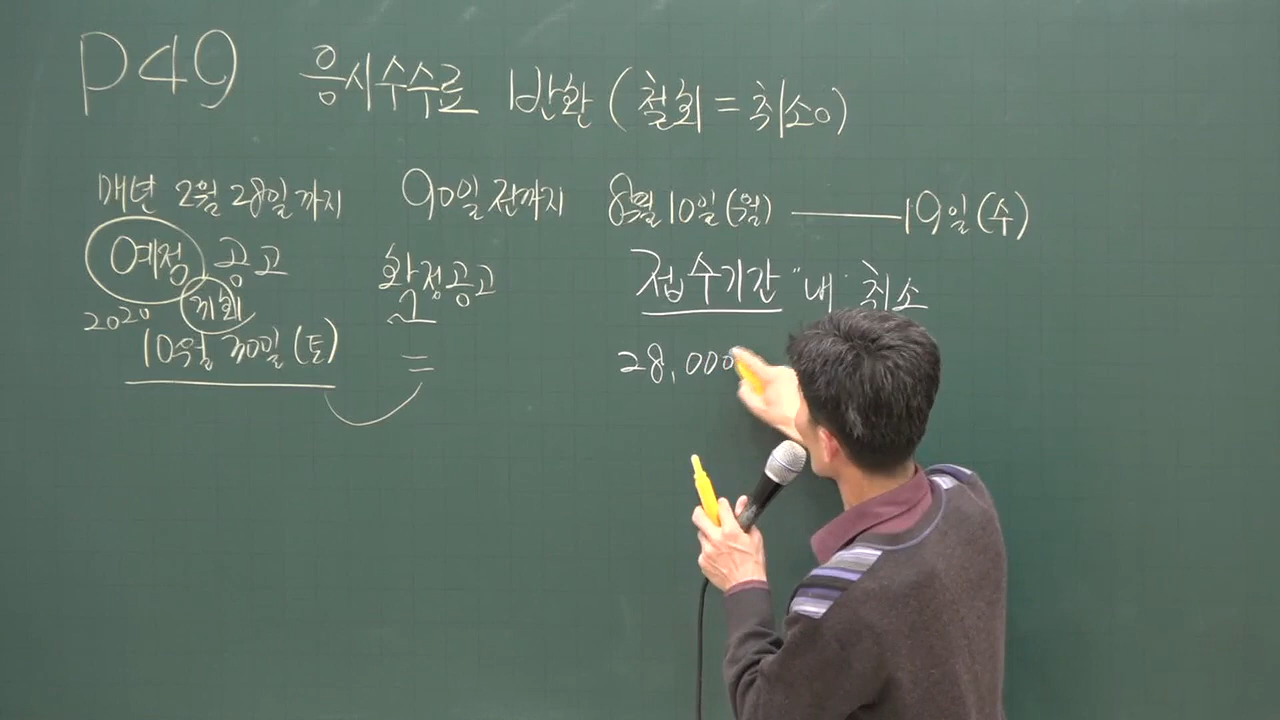 P49 응시수수료 반환 (철회 = 취소)
매년 2월 28일까지
예정 공고
2020 계획
10월 30일 (토)
90일 전까지
확정공고
=
8월 10일 (월) ―― 19일 (수)
접수기간 "내" 취소
28,000